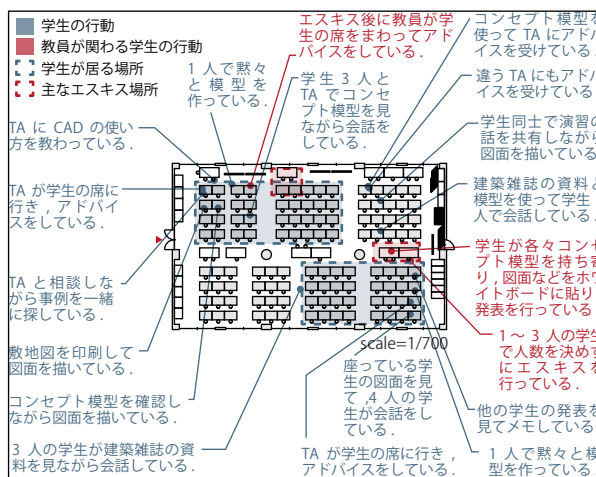 学生の行動
教員が関わる学生の行動
学生が居る場所
主なエスキス場所
エスキス後に教員が学
生の席をまわってアド
バイスをしている .
コンセプト模型を
使って TA にアドバ
イスを受けている .
違う TA にもアドバ
イスを受けている .
1 人で黙々
と 模 型 を
作っている .
学生 3 人と
TA でコンセ
プト模型を見
ながら会話を
している .
学生同士で演習の
話を共有しながら
図面を描いている
TA に CAD の使い
方を教わっている .
TA が学生の席に
行き , アドバイ
スをしている .
建築雑誌の資料と
模型を使って学生
人で会話している .
学生が各々コンセ
プト模型を持ち寄
り , 図面などをホワ
イトボードに貼り
発表を行っている
TA と相談しな
がら事例を一緒
に探している .
scale=1/700
1 〜 3 人の学生
で人数を決めず
にエスキスを
行っている .
敷地図を印刷して
図面を描いている .
座っている学
生の図面を見
て ,4 人の学
生が会話をし
ている .
コンセプト模型を確認し
ながら図面を描いている .
他の学生の発表を
見てメモしている
3 人の学生が建築雑誌の資
料を見ながら会話している .
TA が学生の席に行き ,
アドバイスをしている .
1 人で黙々と模
型を作っている .